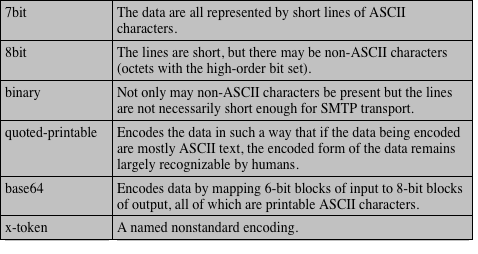 7bit The data are all represented by short lines of ASCII
characters.
8bit The lines are short, but there may be non-ASCII characters
(octets with the high-order bit set).
binary Not only may non-ASCII characters be present but the lines
are not necessarily short enough for SMTP transport.
quoted-printable Encodes the data in such a way that if the data being encoded
are mostly ASCII text, the encoded form of the data remains
largely recognizable by humans.
base64 Encodes data by mapping 6-bit blocks of input to 8-bit blocks
of output, all of which are printable ASCII characters.
x-token A named nonstandard encoding.